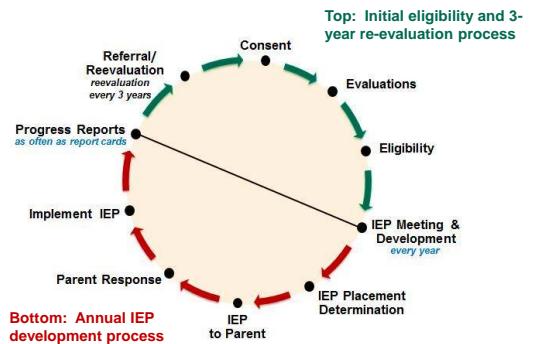 Top: Initial eligibility and 3-
year re-evaluation process
Consent
Referral/
Reevaluation
reevaluation
every 3 years
Evaluations
Progress Reports
as often as report cards
Eligibility
Implement IEP
IEP Meeting &
Development
every year
Parent Response
IEP Placement
Determination
IEP
to Parent
Bottom: Annual IEP
development process